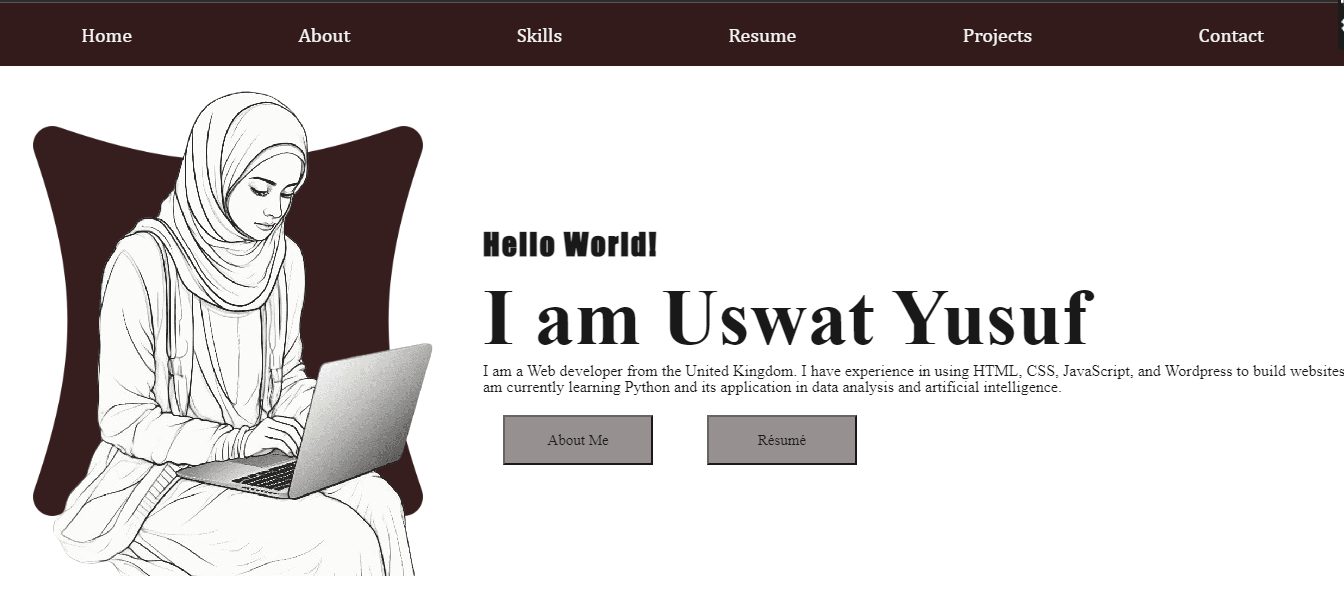 Home About Skills Resume Projects Contact
Hello World!
I am Uswat Yusuf
I am a Web developer from the United Kingdom. I have experience in using HTML, CSS, JavaScript, and Wordpress to build websites
am currently learning Python and its application in data analysis and artificial intelligence.
About Me Résumé